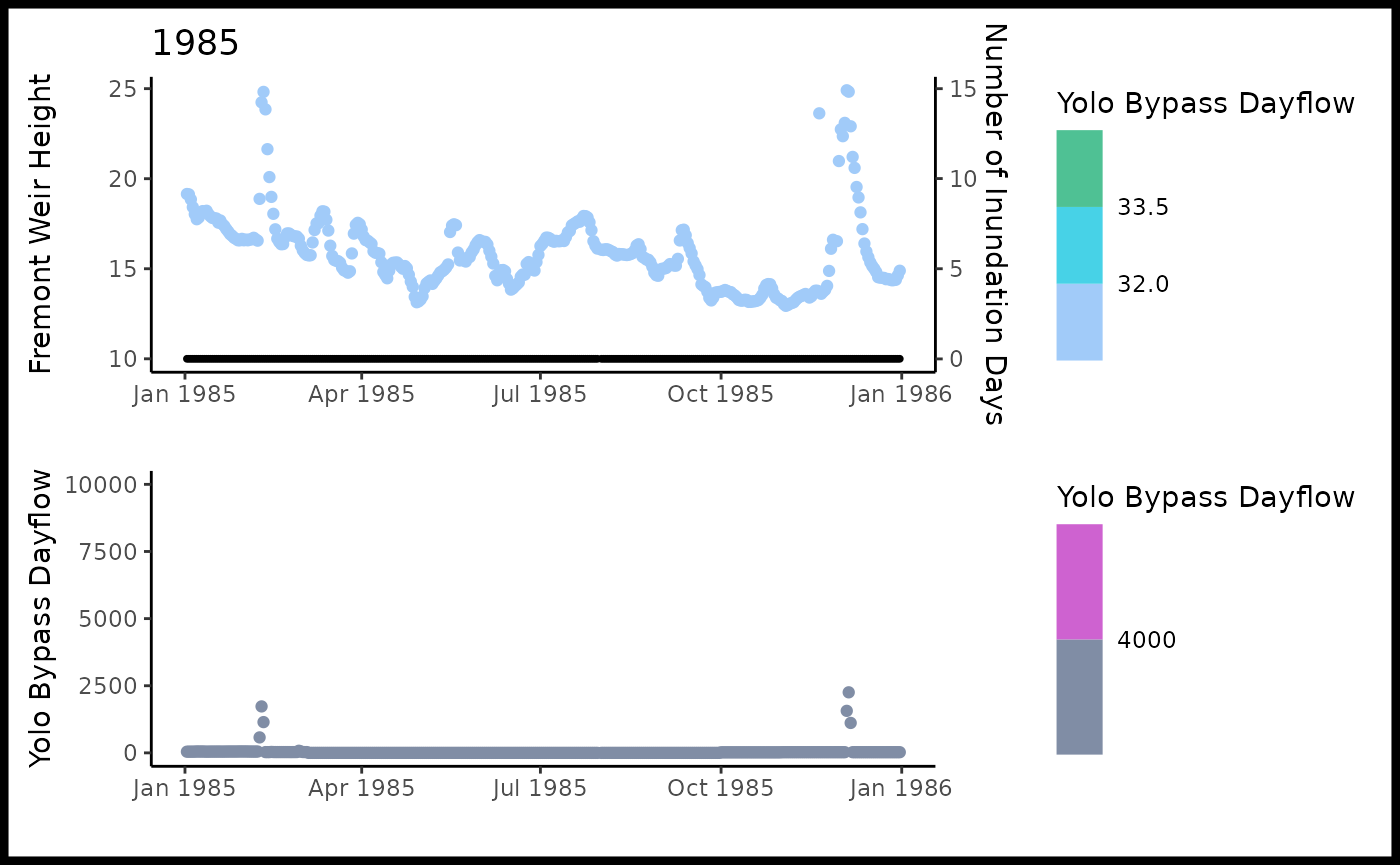 1985
Fremont Weir Height
25
20
15
10
15
10
5
0
Number of Inundation Days
Jan 1985 Apr 1985 Jul 1985 Oct 1985 Jan 1986
Yolo Bypass Dayflow
33.5
32.0
Yolo Bypass Dayflow
10000
7500
5000
2500
0
Jan 1985 Apr 1985 Jul 1985 Oct 1985 Jan 1986
Yolo Bypass Dayflow
4000